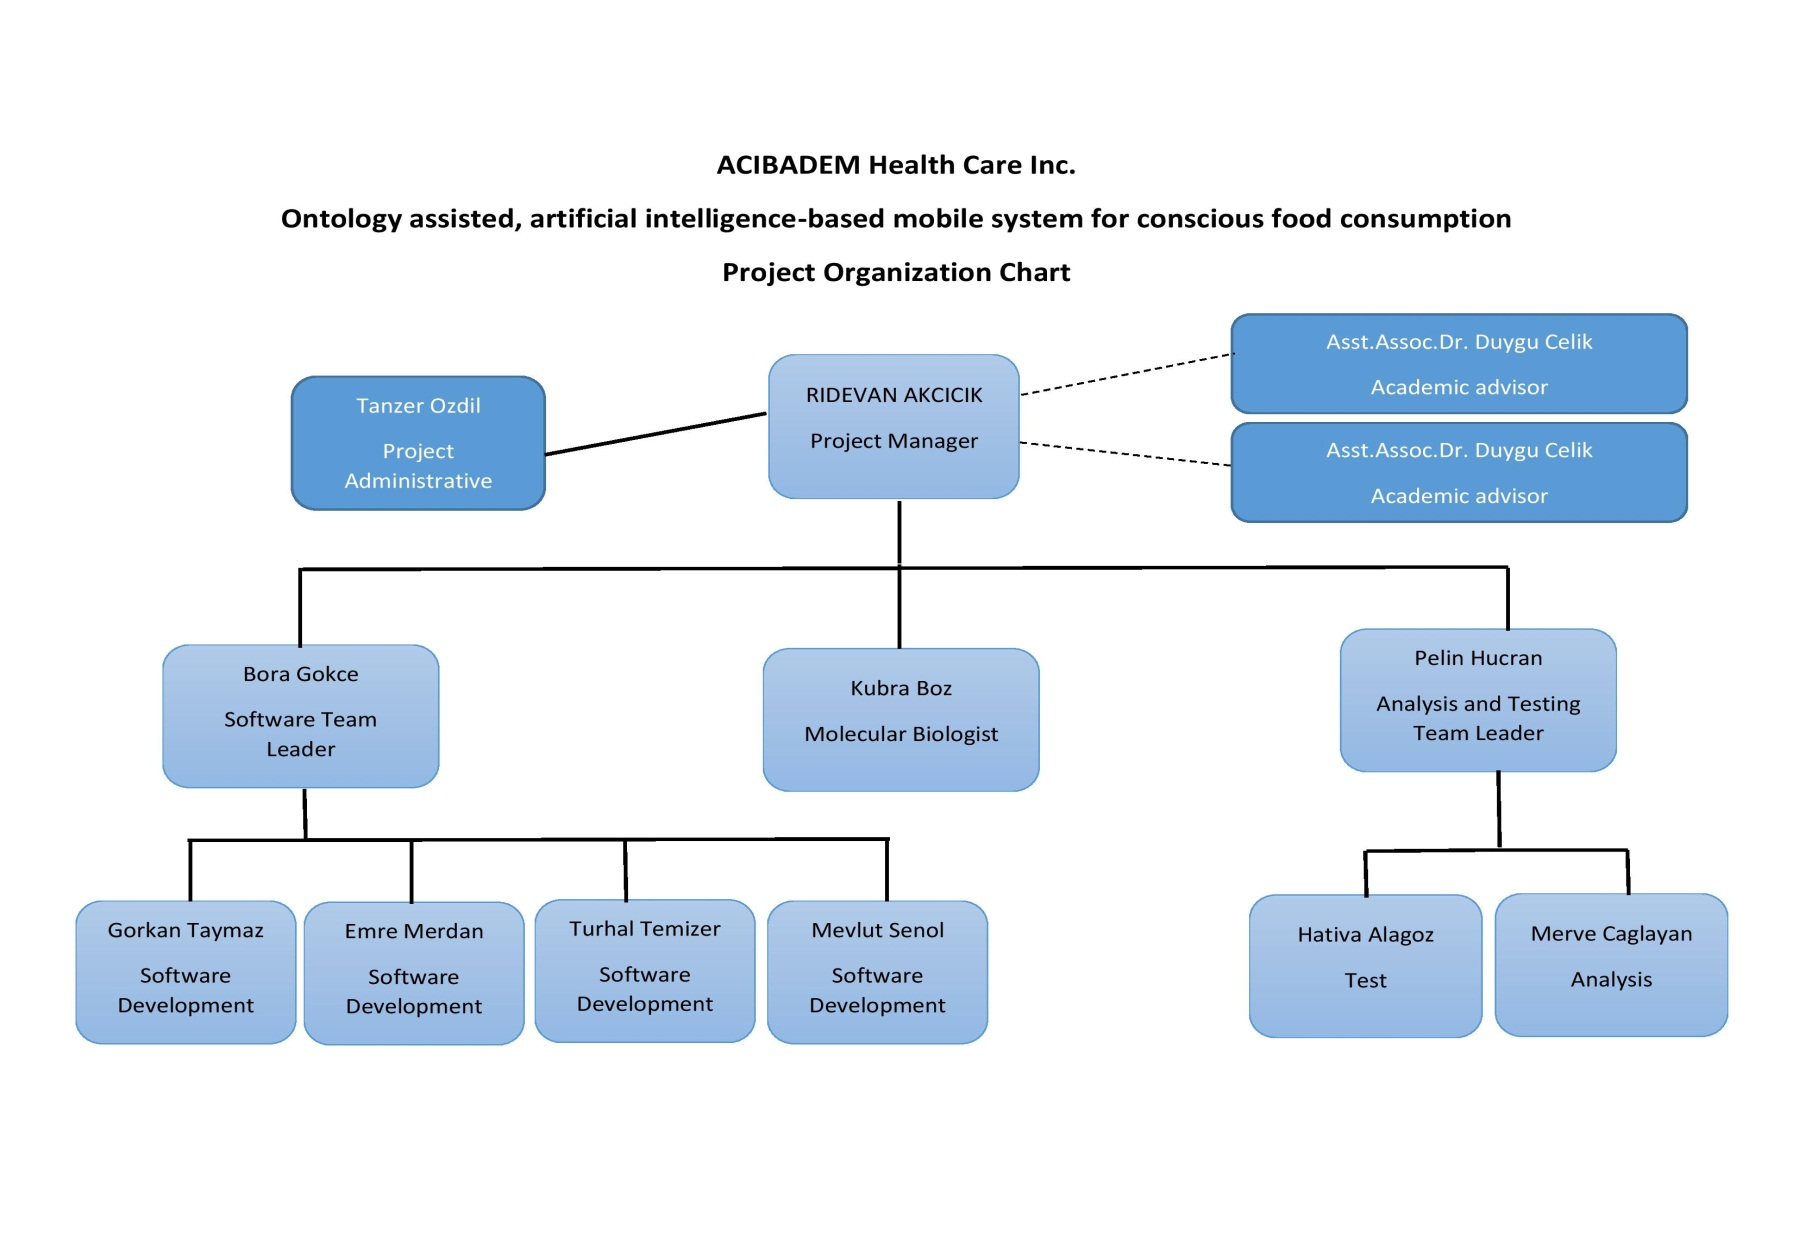 ACIBADEM Health Care Inc.
Ontology assisted, artificial intelligence-based mobile system for conscious food consumption
Project Organization Chart
Tanzer Ozdil
Project
Administrative
RIDEVAN AKCICIK
Project Manager
Asst.Assoc.Dr. Duygu Celik
Academic advisor
Asst.Assoc.Dr. Duygu Celik
Academic advisor
Bora Gokce
Software Team
Leader
Kubra Boz
Molecular Biologist
Pelin Hucran
Analysis and Testing
Team Leader
Gorkan Taymaz
Software
Development
Emre Merdan
Software
Development
Turhal Temizer
Software
Development
Mevlut Senol
Software
Development
Hativa Alagoz
Test
Merve Caglayan
Analysis